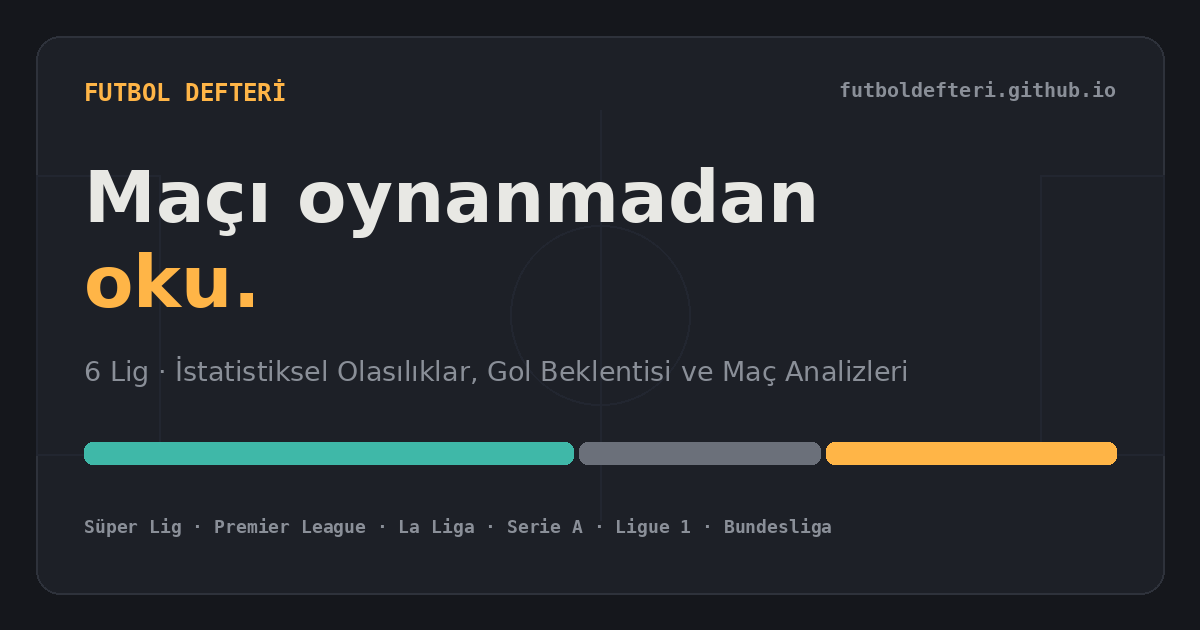 FUTBOL DEFTERİ
futboldefteri.github.io
Maçı oynanmadan
oku.
6 Lig · İstatistiksel Olasılıklar, Gol Beklentisi ve Maç Analizleri
Süper Lig · Premier League · La Liga · Serie A · Ligue 1 · Bundesliga